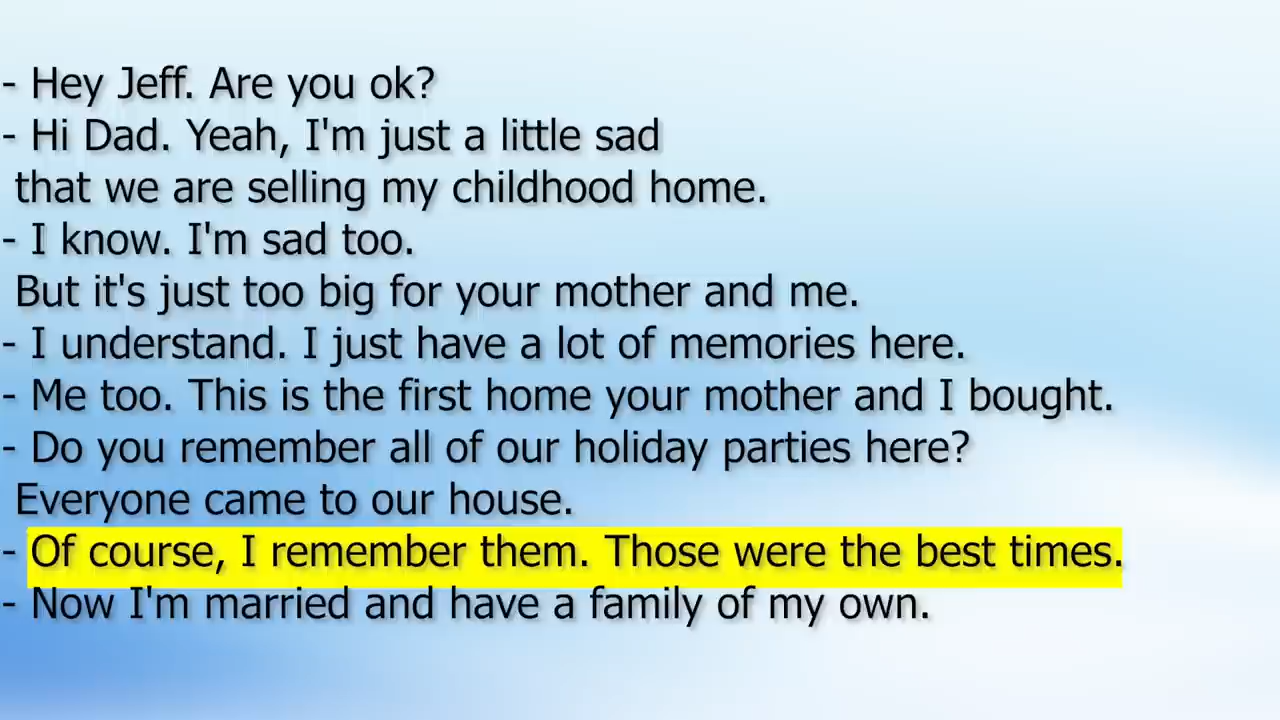 - Hey Jeff. Are you ok?
- Hi Dad. Yeah, I'm just a little sad
that we are selling my childhood home.
- I know. I'm sad too.
But it's just too big for your mother and me.
- I understand. I just have a lot of memories here.
- Me too. This is the first home your mother and I bought.
- Do you remember all of our holiday parties here?
Everyone came to our house.
- Of course, I remember them. Those were the best times.
- Now I'm married and have a family of my own.